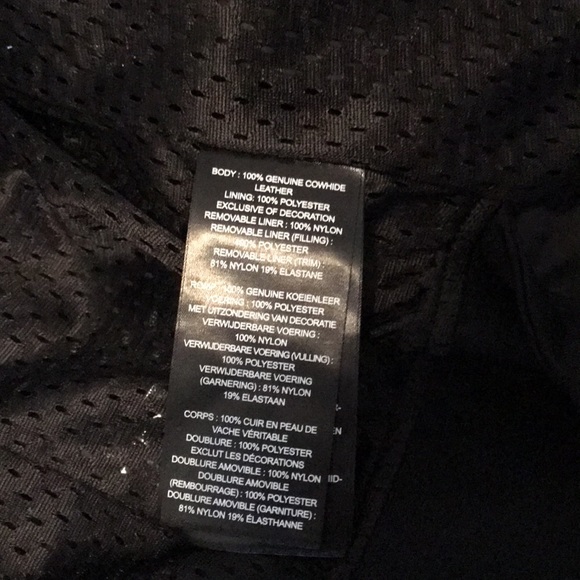 BODY : 100% GENUINE COWHIDE
LEATHER
LINING: 100% POLYESTER
EXCLUSIVE OF DECORATION
REMOVABLE LINER : 100% NYLON
REMOVABLE LINER (FILLING) :
100% POLYESTER
REMOVABLE LINER (TRIM) :
81% NYLON 19% ELASTANE
100% GENUINE KOEIENLEER
VOERING : 100% POLYESTER
MET UITZONDERING VAN DECORATIE
VERWIJDERBARE VOERING :
100% NYLON
VERWIJDERBARE VOERING (VULLING) :
100% POLYESTER
VERWIJDERBARE VOERING
(GARNERING) : 81% NYLON
19% ELASTAAN
CORPS : 100% CUIR EN PEAU DE
VACHE VÉRITABLE
DOUBLURE : 100% POLYESTER
EXCLUT LES DÉCORATIONS
DOUBLURE AMOVIBLE : 100% NYLON
DOUBLURE AMOVIBLE
(REMBOURRAGE) : 100% POLYESTER
DOUBLURE AMOVIBLE (GARNITURE) :
81% NYLON 19% ÉLASTHANNE